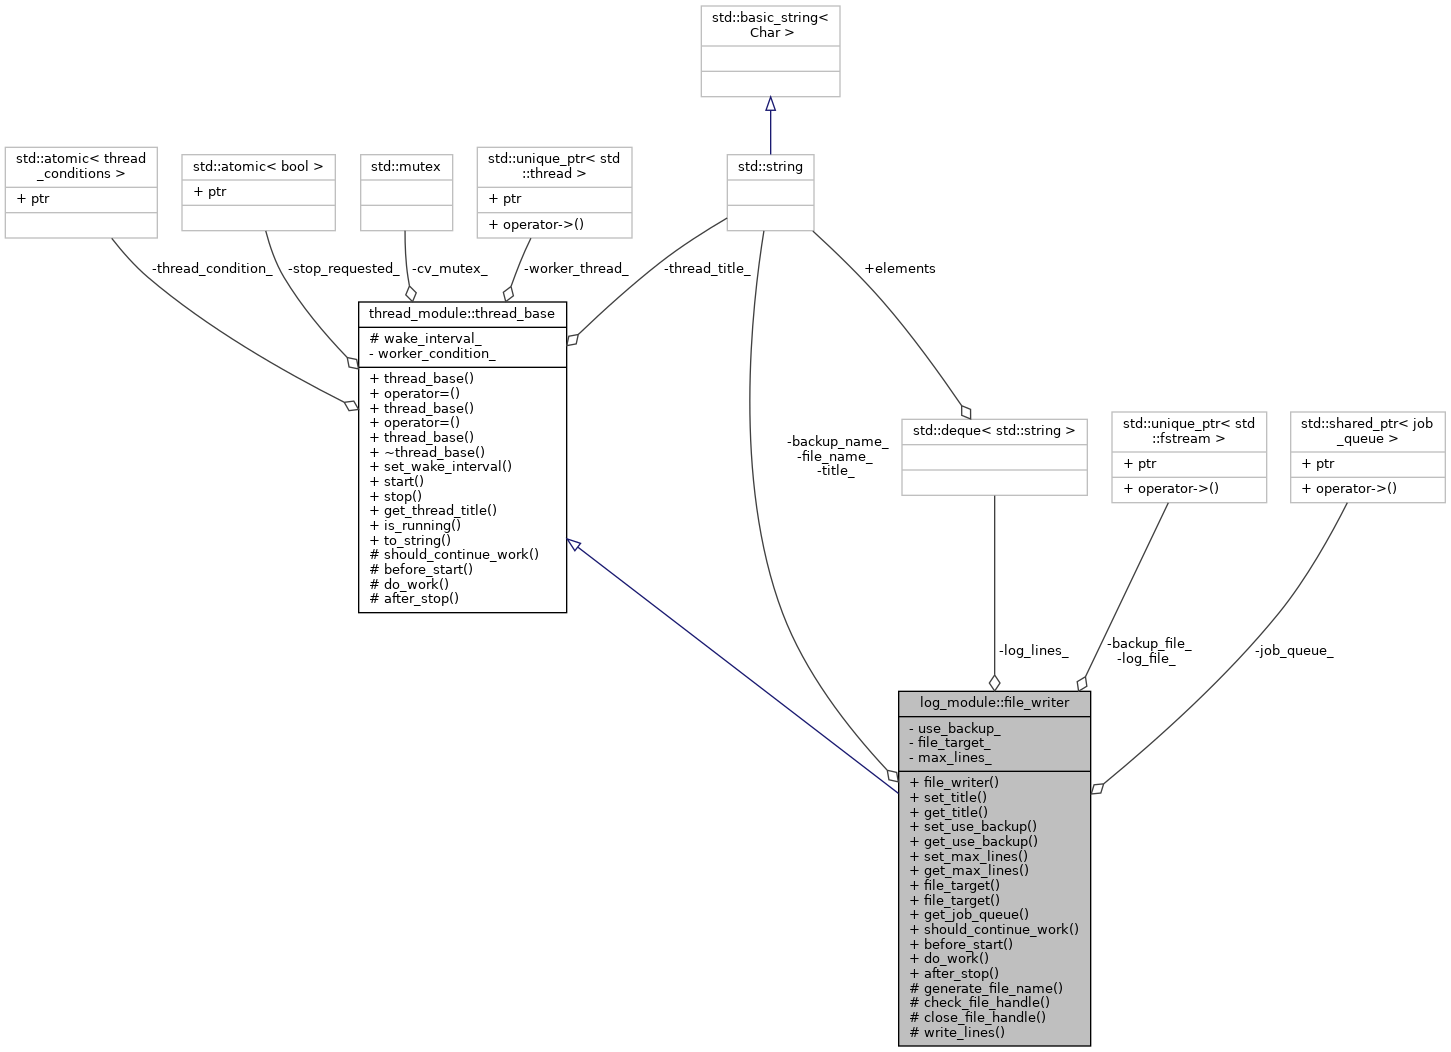 std::basic_string<
Char >
std::atomic< thread
_conditions >
+ ptr
std::atomic< bool >
+ ptr
std::mutex
std::unique_ptr< std
::thread >
+ ptr
+ operator->()
std::string
-thread_condition_
-stop_requested_
-cv_mutex_
-worker_thread_
-thread_title_
+elements
thread_module::thread_base
# wake_interval_
- worker_condition_
+ thread_base()
+ operator=()
+ thread_base()
+ operator=()
+ thread_base()
+ ~thread_base()
+ set_wake_interval()
+ start()
+ stop()
+ get_thread_title()
+ is_running()
+ to_string()
# should_continue_work()
# before_start()
# do_work()
# after_stop()
-backup_name_
-file_name_
-title_
std::deque< std::string >
std::unique_ptr< std
::fstream >
+ ptr
+ operator->()
std::shared_ptr< job
_queue >
+ ptr
+ operator->()
-log_lines_
-backup_file_
-log_file_
-job_queue_
log_module::file_writer
- use_backup_
- file_target_
- max_lines_
+ file_writer()
+ set_title()
+ get_title()
+ set_use_backup()
+ get_use_backup()
+ set_max_lines()
+ get_max_lines()
+ file_target()
+ file_target()
+ get_job_queue()
+ should_continue_work()
+ before_start()
+ do_work()
+ after_stop()
# generate_file_name()
# check_file_handle()
# close_file_handle()
# write_lines()